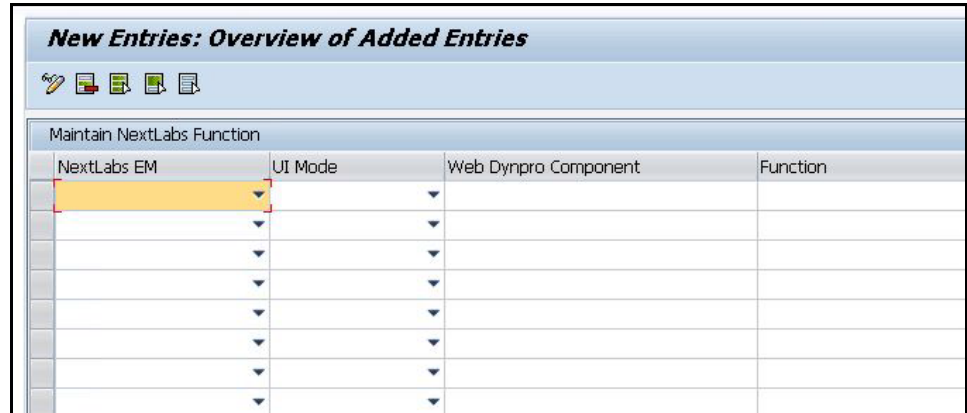 New Entries: Overview of Added Entries
Maintain NextLabs Function
NextLabs EM UI Mode Web Dynpro Component Function